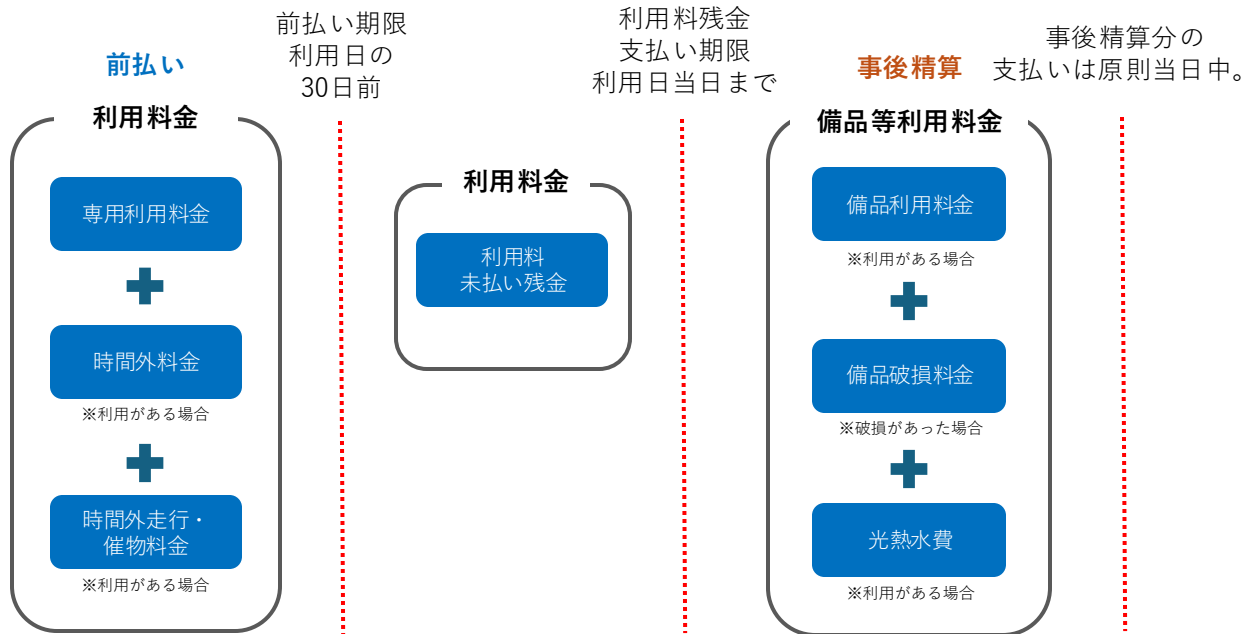 前払い
利用料金
専用利用料金
時間外料金
※利用がある場合
時間外走行・
催物料金
※利用がある場合
前払い期限
利用日の
30日前
利用料金
利用料
未払い残金
利用料残金
支払い期限
利用日当日まで
事後精算
備品等利用料金
備品利用料金
※利用がある場合
備品破損料金
※破損があった場合
光熱水費
※利用がある場合
事後精算分の
支払いは原則当日中。